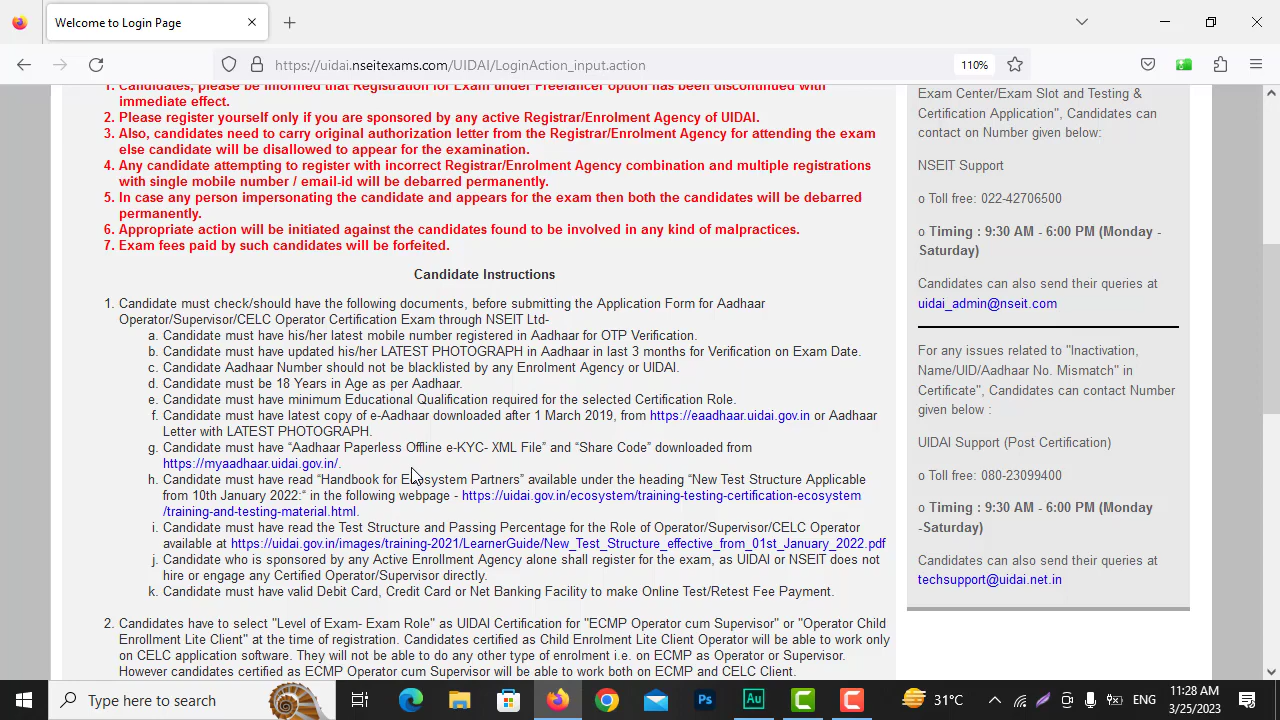 Welcome to Login Page
https://uidai.nseitexams.com/UIDAI/LoginAction_input.action
110%
1. Candidates, please be informed that Registration for Exam under Freelancer option has been discontinued with
immediate effect.
2. Please register yourself only if you are sponsored by any active Registrar/Enrolment Agency of UIDAI.
3. Also, candidates need to carry original authorization letter from the Registrar/Enrolment Agency for attending the exam
else candidate will be disallowed to appear for the examination.
4. Any candidate attempting to register with incorrect Registrar/Enrolment Agency combination and multiple registrations
with single mobile number / email-id will be debarred permanently.
5. In case any person impersonating the candidate and appears for the exam then both the candidates will be debarred
permanently.
6. Appropriate action will be initiated against the candidates found to be involved in any kind of malpractices.
7. Exam fees paid by such candidates will be forfeited.
Candidate Instructions
1. Candidate must check/should have the following documents, before submitting the Application Form for Aadhaar
Operator/Supervisor/CELC Operator Certification Exam through NSEIT Ltd-
a. Candidate must have his/her latest mobile number registered in Aadhaar for OTP Verification.
b. Candidate must have updated his/her LATEST PHOTOGRAPH in Aadhaar in last 3 months for Verification on Exam Date.
c. Candidate Aadhaar Number should not be blacklisted by any Enrolment Agency or UIDAI.
d. Candidate must be 18 Years in Age as per Aadhaar.
e. Candidate must have minimum Educational Qualification required for the selected Certification Role.
f. Candidate must have latest copy of e-Aadhaar downloaded after 1 March 2019, from https://eaadhaar.uidai.gov.in or Aadhaar
Letter with LATEST PHOTOGRAPH.
g. Candidate must have “Aadhaar Paperless Offline e-KYC- XML File” and “Share Code” downloaded from
https://myaadhaar.uidai.gov.in/.
h. Candidate must have read “Handbook for Ecosystem Partners” available under the heading “New Test Structure Applicable
from 10th January 2022:“ in the following webpage - https://uidai.gov.in/ecosystem/training-testing-certification-ecosystem
/training-and-testing-material.html.
i. Candidate must have read the Test Structure and Passing Percentage for the Role of Operator/Supervisor/CELC Operator
available at https://uidai.gov.in/images/training-2021/LearnerGuide/New_Test_Structure_effective_from_01st_January_2022.pdf
j. Candidate who is sponsored by any Active Enrollment Agency alone shall register for the exam, as UIDAI or NSEIT does not
hire or engage any Certified Operator/Supervisor directly.
k. Candidate must have valid Debit Card, Credit Card or Net Banking Facility to make Online Test/Retest Fee Payment.
2. Candidates have to select "Level of Exam- Exam Role" as UIDAI Certification for "ECMP Operator cum Supervisor" or "Operator Child
Enrollment Lite Client" at the time of registration. Candidates certified as Child Enrolment Lite Client Operator will be able to work only
on CELC application software. They will not be able to do any other type of enrolment i.e. on ECMP as Operator or Supervisor.
However candidates certified as ECMP Operator cum Supervisor will be able to work both on ECMP and CELC Client.
Exam Center/Exam Slot and Testing &
Certification Application", Candidates can
contact on Number given below:
NSEIT Support
o Toll free: 022-42706500
o Timing : 9:30 AM - 6:00 PM (Monday -
Saturday)
Candidates can also send their queries at
uidai_admin@nseit.com
For any issues related to "Inactivation,
Name/UID/Aadhaar No. Mismatch" in
Certificate", Candidates can contact Number
given below :
UIDAI Support (Post Certification)
o Toll free: 080-23099400
o Timing : 9:30 AM - 6:00 PM (Monday
-Saturday)
Candidates can also send their queries at
techsupport@uidai.net.in
Type here to search
Ps
Au
C
C
31°C
ENG
11:28 AM
3/25/2023